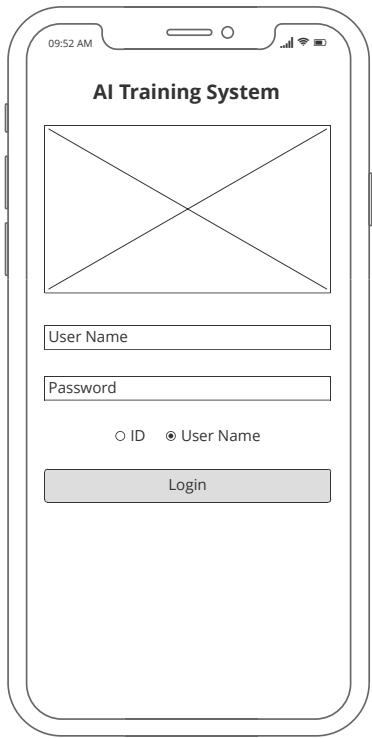 09:52 AM
AI Training System
User Name
Password
ID User Name
Login